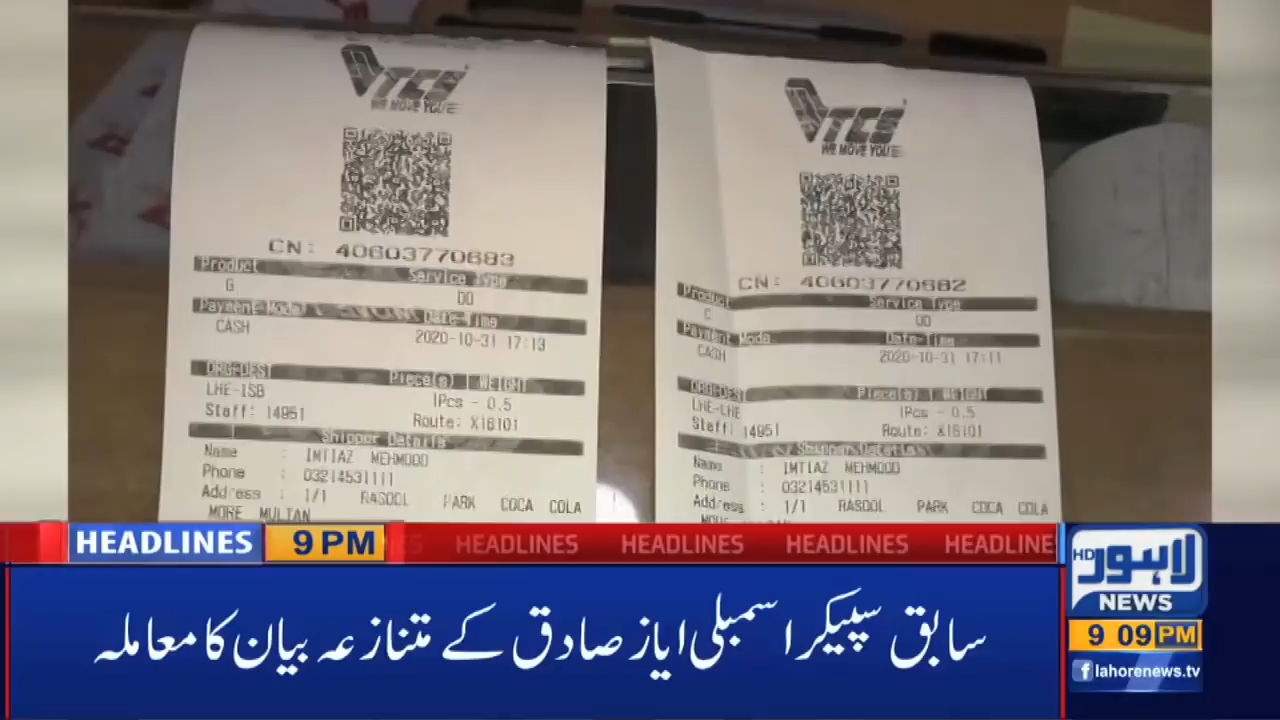 TCS
WE MOVE YOU
CN: 40603770683
Product Service Type
G OD
Payment Mode Date-Time
CASH 2020-10-31 17:13
ORG-DEST Piece(s) WEIGHT
LHE-ISB 1Pcs - 0.5
Staff: 14951 Route: X16101
Shipper Details
Name : IMTIAZ MEHMOOD
Phone : 03214531111
Address : 1/1 RASOOL PARK COCA COLA
MORE MULTAN
TCS
WE MOVE YOU
CN: 40603770682
Product Service Type
OD
Payment Mode Date-Time
CASH 2020-10-31 17:11
ORG-DEST Piece(s) WEIGHT
LHE-LHE 1Pcs - 0.5
Staff: 14951 Route: X16101
Shipper Details
Name : IMTIAZ MEHMOOD
Phone : 03214531111
Address : 1/1 RASOOL PARK COCA COLA
HEADLINES 9 PM HEADLINES HEADLINES HEADLINES HEADLINE
سابق سپیکر اسمبلی ایاز صادق کے متنازعہ بیان کا معاملہ
HD لاہور
NEWS
9 09 PM
lahorenews.tv